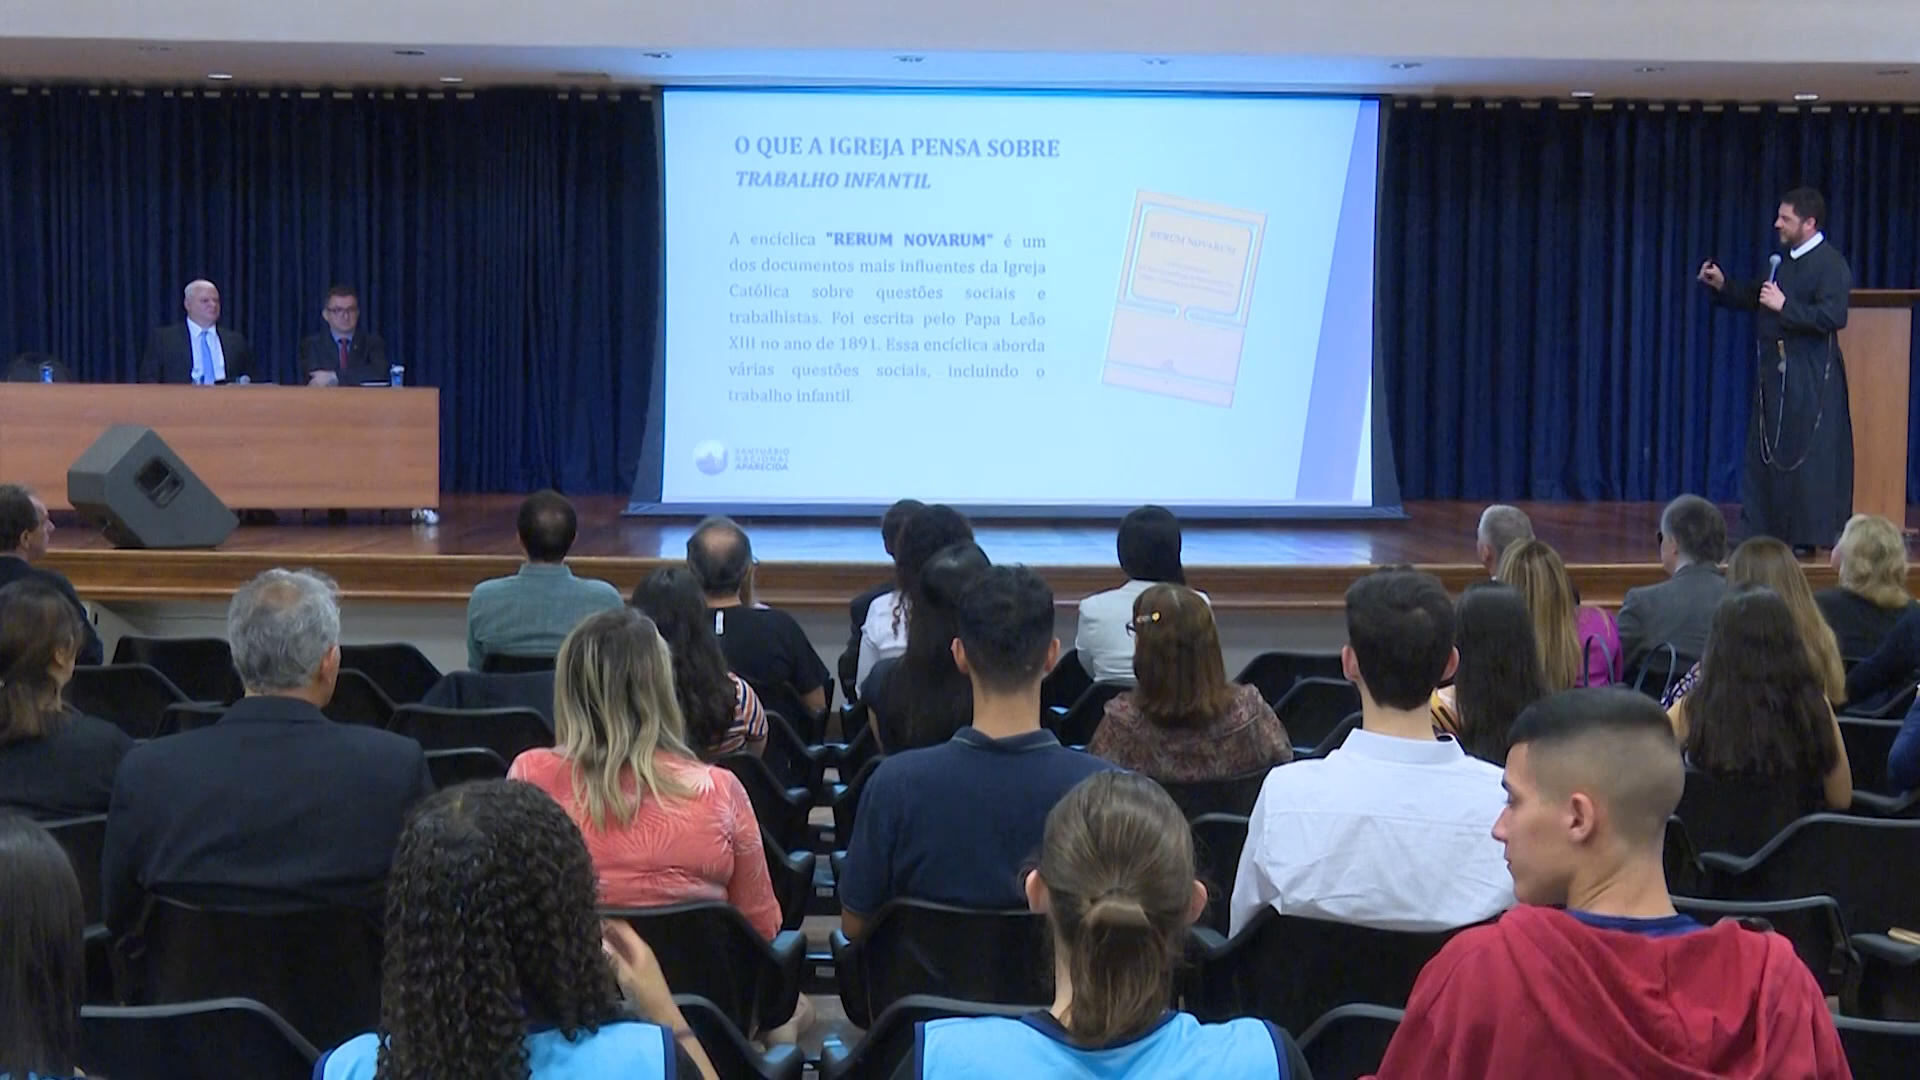 O QUE A IGREJA PENSA SOBRE
TRABALHO INFANTIL
A encíclica "RERUM NOVARUM" é um
dos documentos mais influentes da Igreja
Católica sobre questões sociais e
trabalhistas. Foi escrita pelo Papa Leão
XIII no ano de 1891. Essa encíclica aborda
várias questões sociais, incluindo o
trabalho infantil.
RERUM NOVARUM
SANTUÁRIO
NACIONAL
APARECIDA